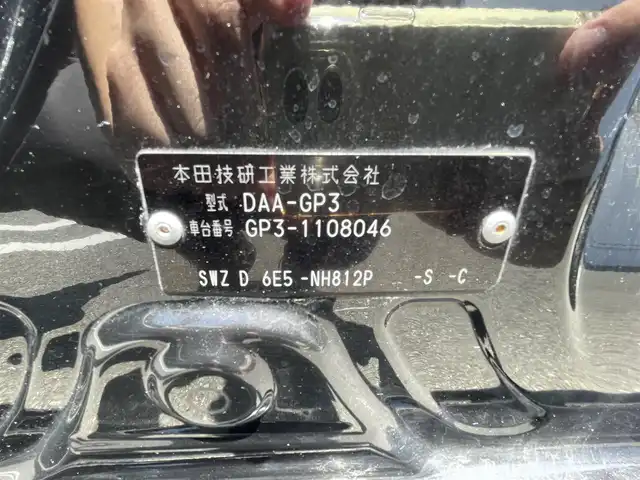 本田技研工業株式会社
型式 DAA-GP3
車台番号 GP3-1108046
SWZ D 6E5 -NH812P -S -C